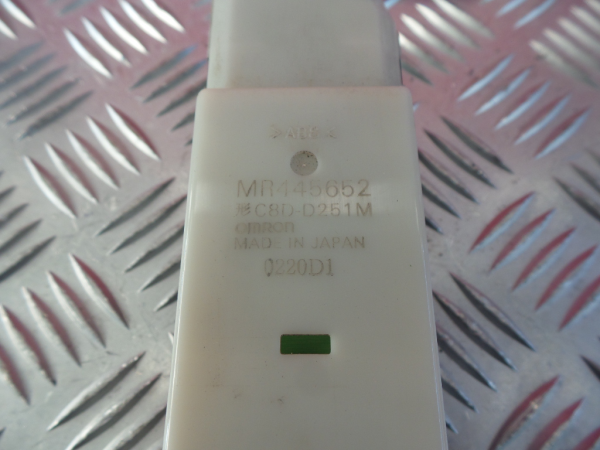 MR445652
C8D-D251M
omron
MADE IN JAPAN
0220D1